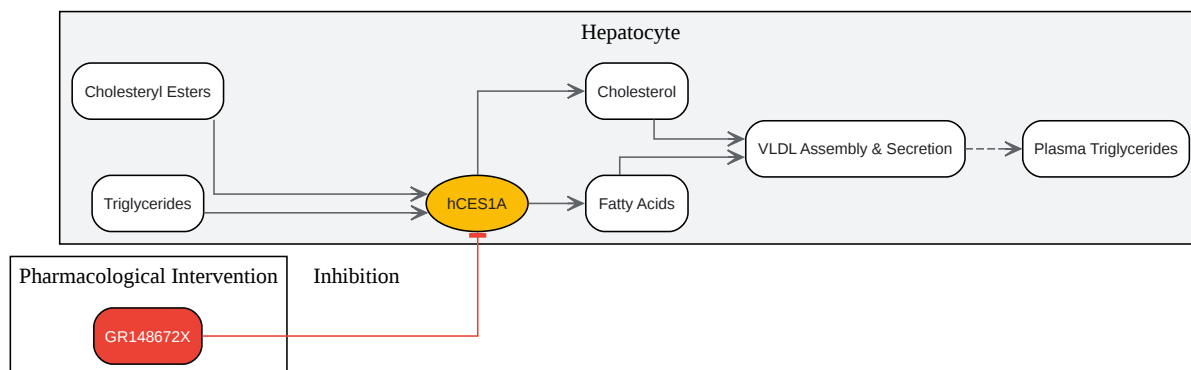 Hepatocyte
Cholesteryl Esters
Cholesterol
VLDL Assembly & Secretion
Plasma Triglycerides
Triglycerides
hCES1A
Fatty Acids
Pharmacological Intervention
Inhibition
GR148672X